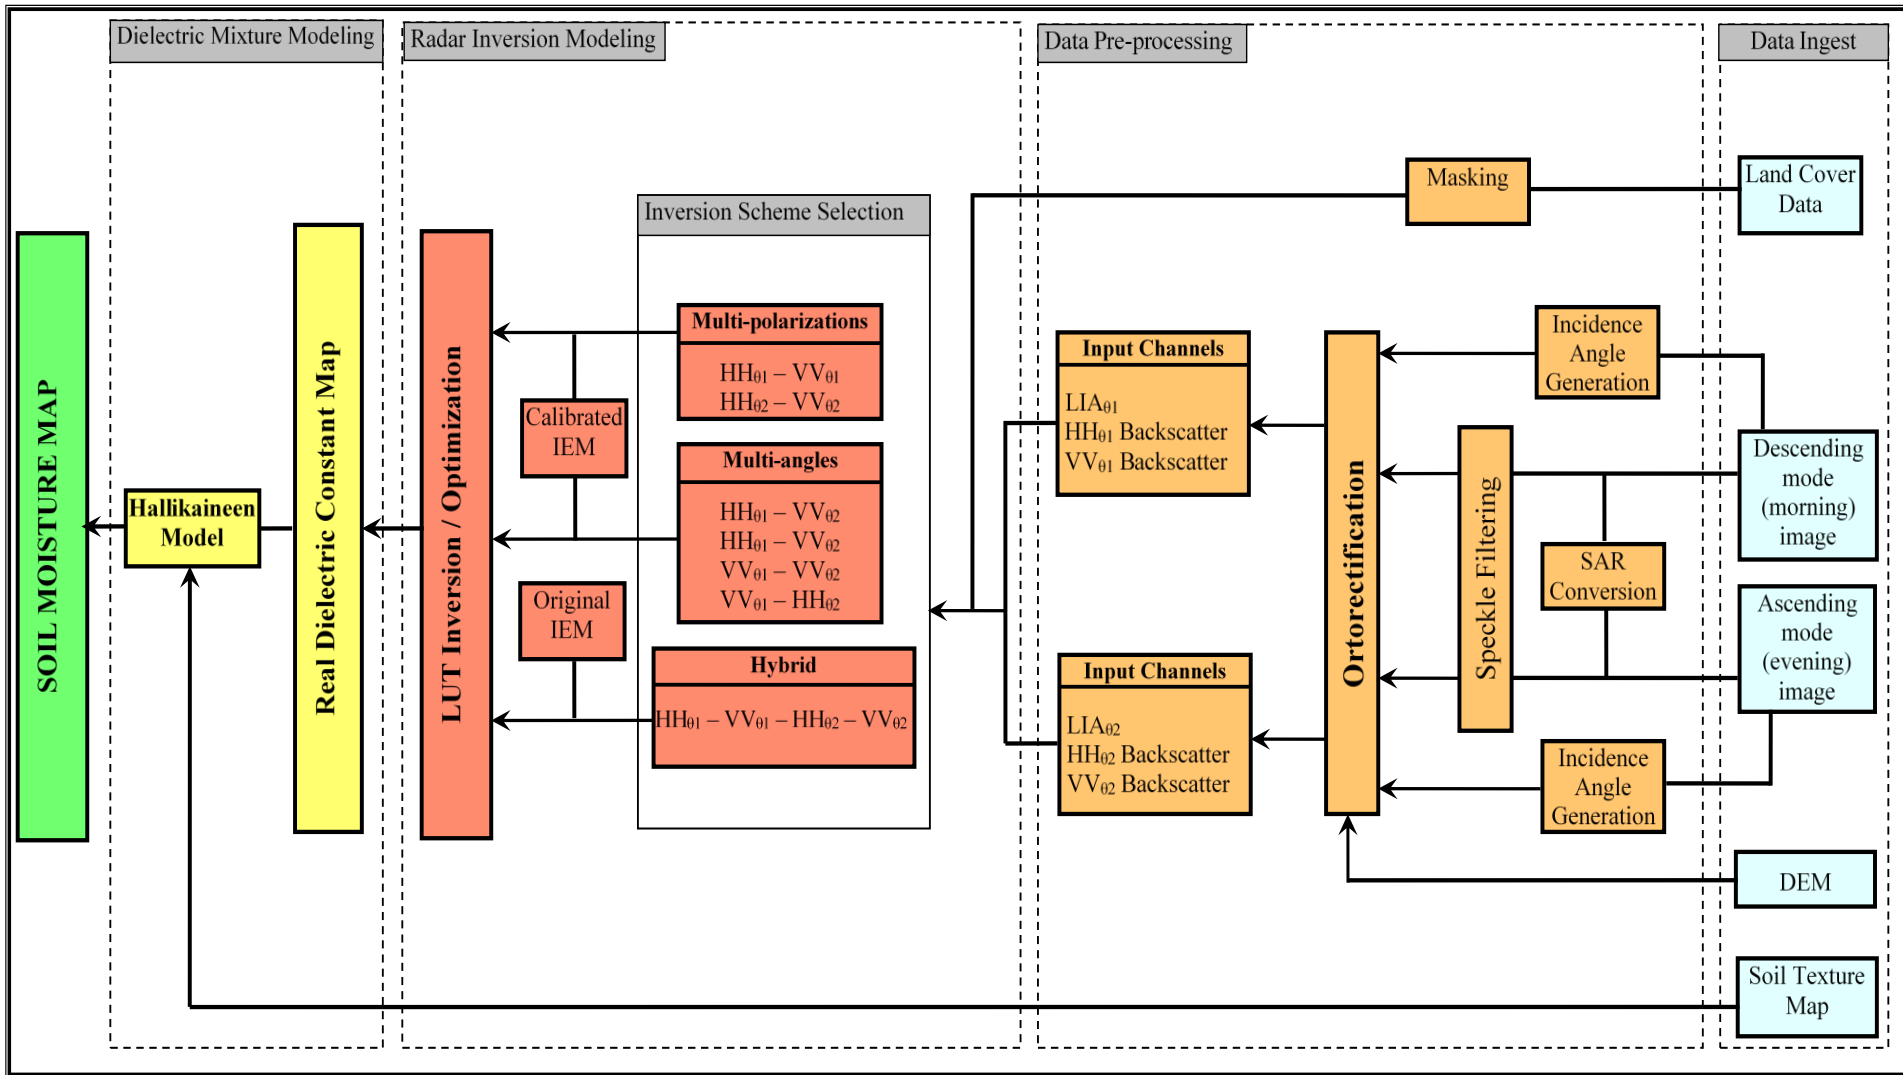 Dielectric Mixture Modeling
Radar Inversion Modeling
Data Pre-processing
Data Ingest
SOIL MOISTURE MAP
Hallikaineen
Model
Real Dielectric Constant Map
LUT Inversion / Optimization
Calibrated
IEM
Original
IEM
Inversion Scheme Selection
Multi-polarizations
HHθ1 – VVθ1
HHθ2 – VVθ2
Multi-angles
HHθ1 – VVθ2
HHθ1 – VVθ2
VVθ1 – VVθ2
VVθ1 – HHθ2
Hybrid
HHθ1 – VVθ1 – HHθ2 – VVθ2
Input Channels
LIAθ1
HHθ1 Backscatter
VVθ1 Backscatter
Input Channels
LIAθ2
HHθ2 Backscatter
VVθ2 Backscatter
Ortorectification
Masking
Incidence
Angle
Generation
Speckle Filtering
SAR
Conversion
Incidence
Angle
Generation
Land Cover
Data
Descending
mode
(morning)
image
Ascending
mode
(evening)
image
DEM
Soil Texture
Map